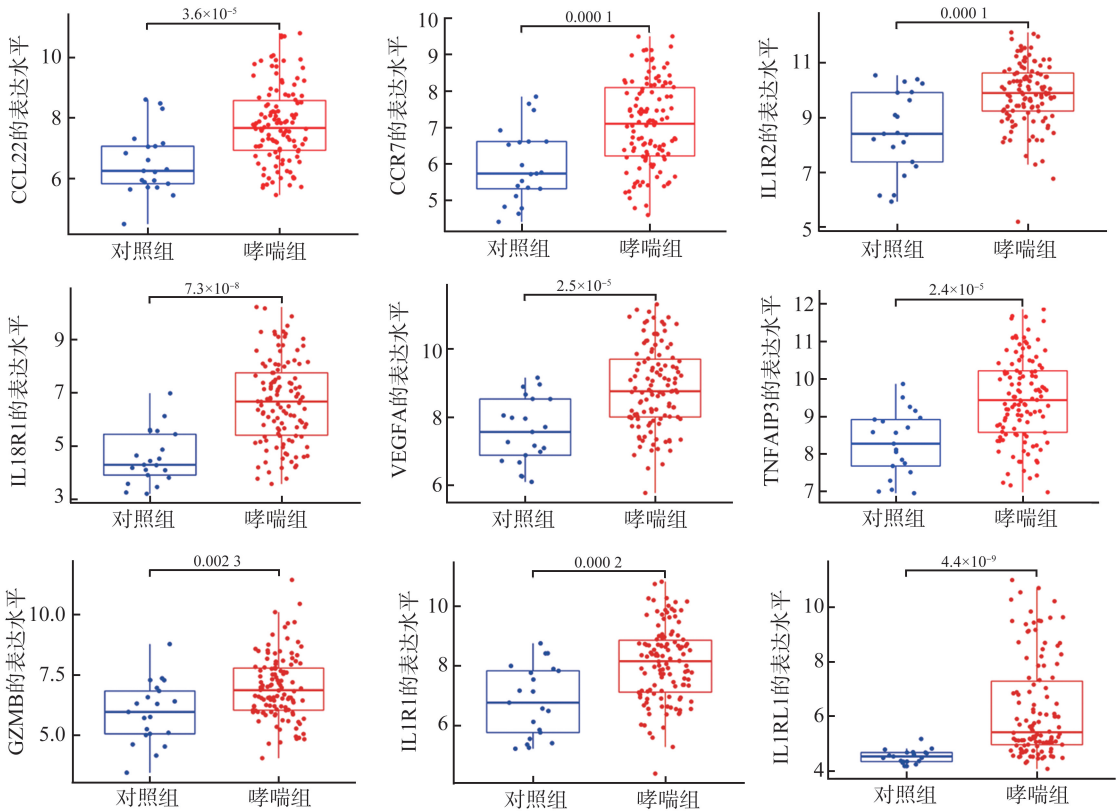 3.6×10⁻⁵
CCL22的表达水平
10
8
6
对照组
哮喘组
0.000 1
CCR7的表达水平
10
9
8
7
6
5
对照组
哮喘组
0.000 1
IL1R2的表达水平
11
9
7
5
对照组
哮喘组
7.3×10⁻⁸
IL18R1的表达水平
9
7
5
3
对照组
哮喘组
2.5×10⁻⁵
VEGFA的表达水平
10
8
6
对照组
哮喘组
2.4×10⁻⁵
TNFAIP3的表达水平
12
11
10
9
8
7
对照组
哮喘组
0.002 3
GZMB的表达水平
10.0
7.5
5.0
对照组
哮喘组
0.000 2
IL1R1的表达水平
10
8
6
对照组
哮喘组
4.4×10⁻⁹
IL1RL1的表达水平
10
8
6
4
对照组
哮喘组